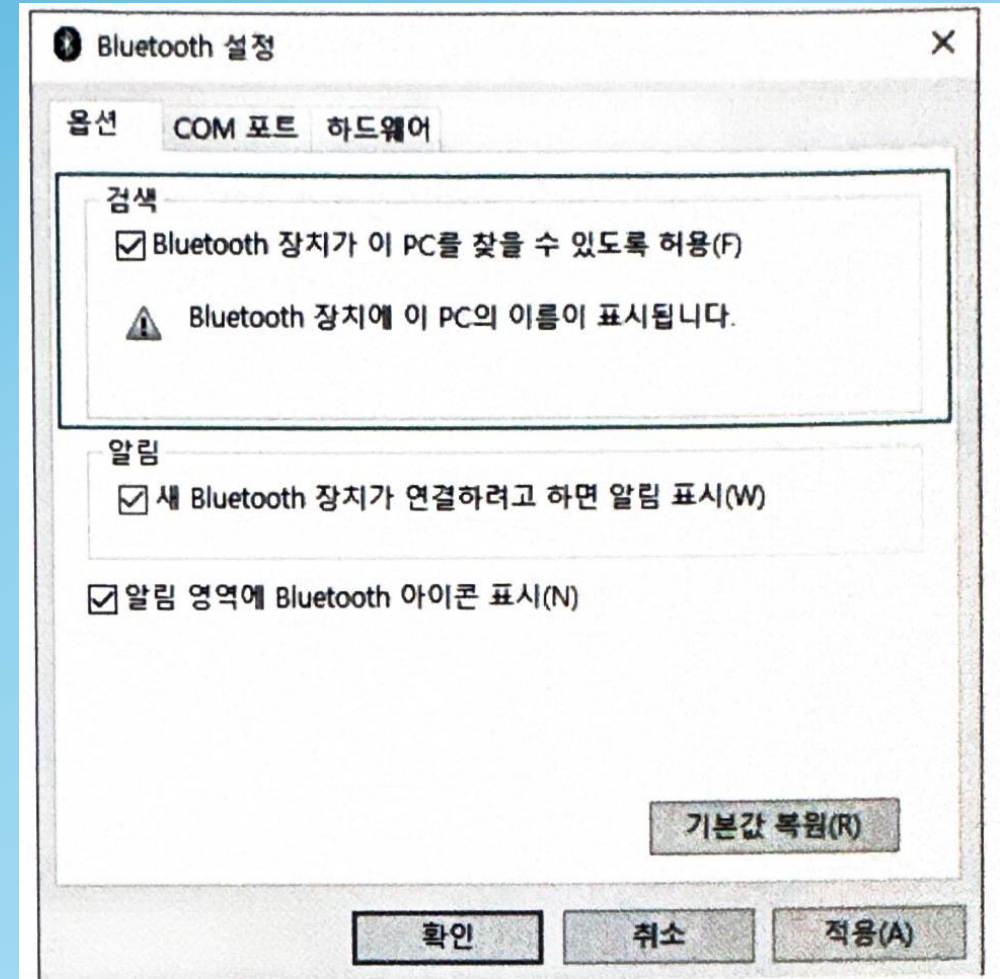 Bluetooth 설정
옵션 COM 포트 하드웨어
검색
Bluetooth 장치가 이 PC를 찾을 수 있도록 허용(F)
Bluetooth 장치에 이 PC의 이름이 표시됩니다.
알림
새 Bluetooth 장치가 연결하려고 하면 알림 표시(W)
알림 영역에 Bluetooth 아이콘 표시(N)
기본값 복원(R)
확인 취소 적용(A)